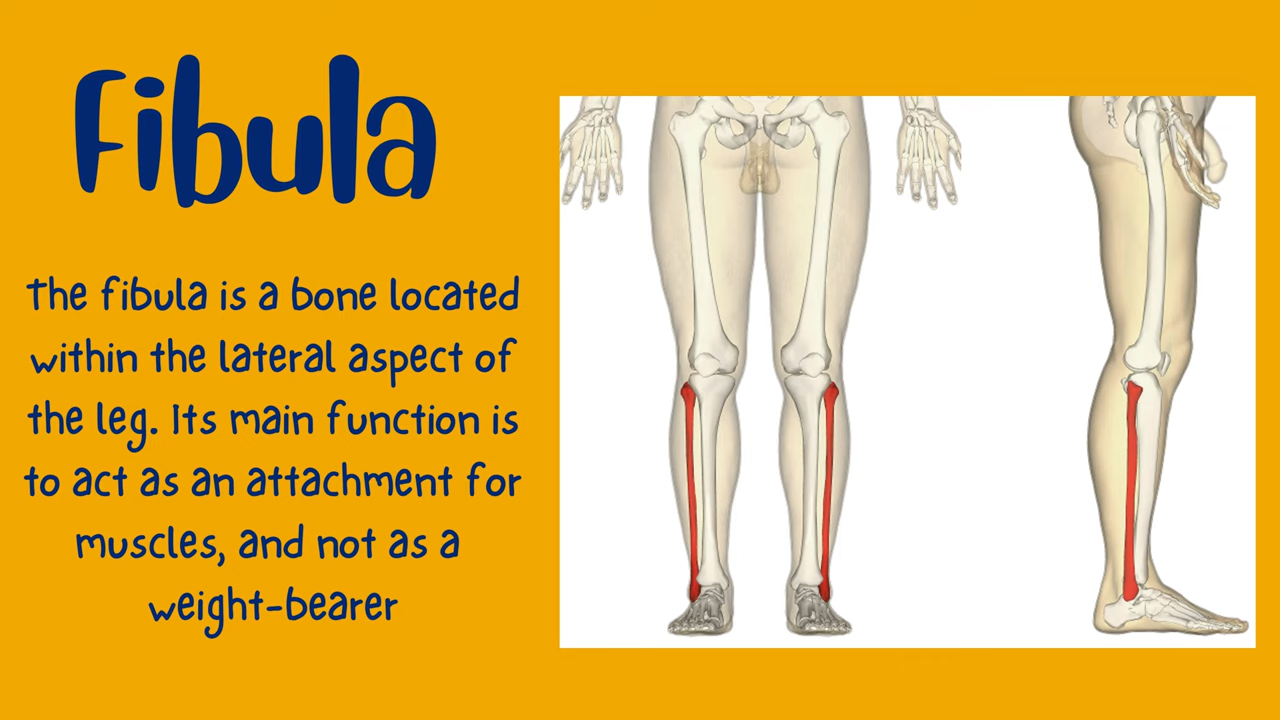 Fibula
The fibula is a bone located
within the lateral aspect of
the leg. Its main function is
to act as an attachment for
muscles, and not as a
weight-bearer